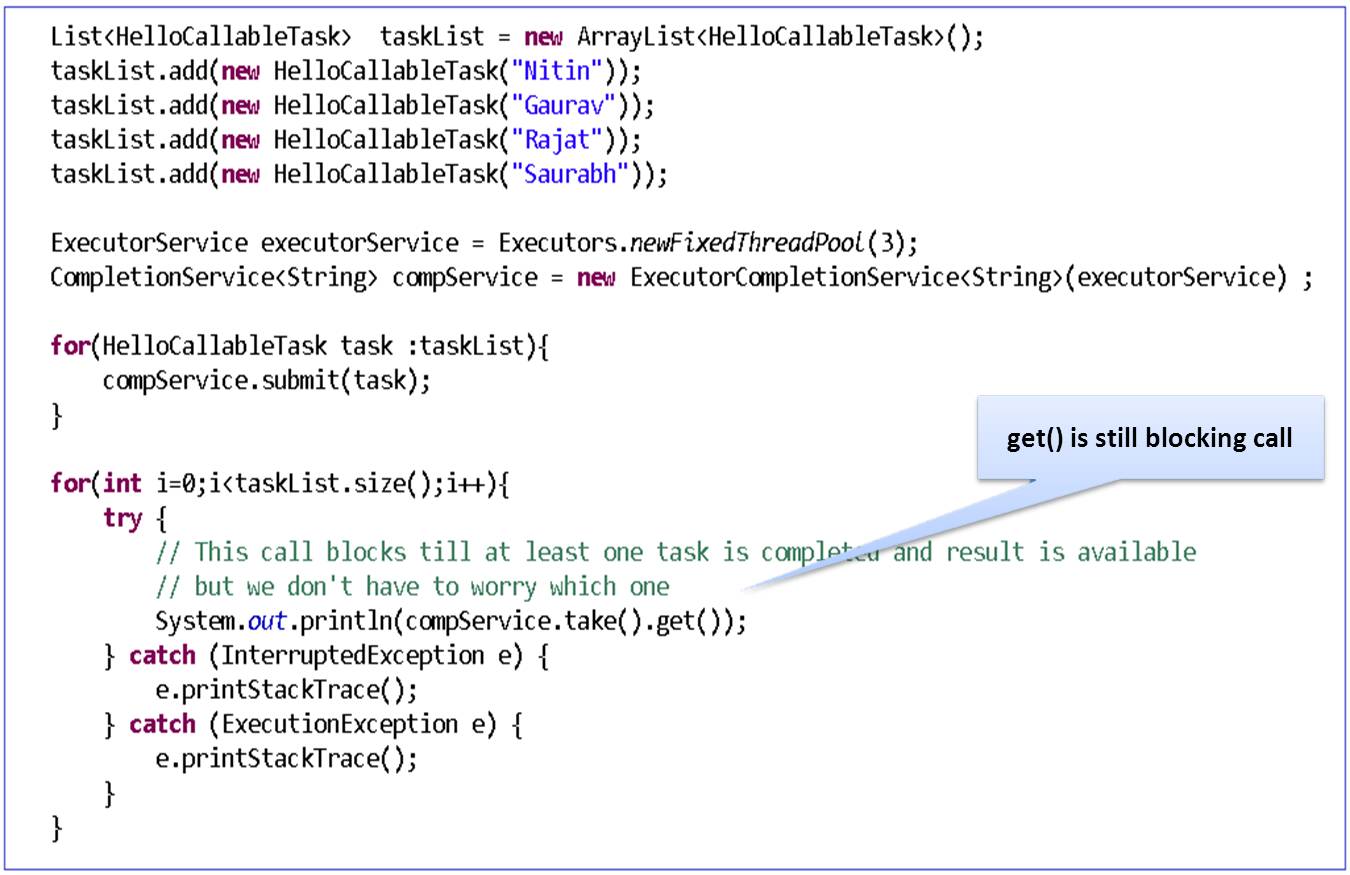 List<HelloCallableTask>  taskList = new ArrayList<HelloCallableTask>();
taskList.add(new HelloCallableTask("Nitin"));
taskList.add(new HelloCallableTask("Gaurav"));
taskList.add(new HelloCallableTask("Rajat"));
taskList.add(new HelloCallableTask("Saurabh"));
ExecutorService executorService = Executors.newFixedThreadPool(3);
CompletionService<String> compService = new ExecutorCompletionService<String>(executorService) ;
for(HelloCallableTask task :taskList){
    compService.submit(task);
}
get() is still blocking call
for(int i=0;i<taskList.size();i++){
    try {
        // This call blocks till at least one task is completed and result is available
        // but we don't have to worry which one
        System.out.println(compService.take().get());
    } catch (InterruptedException e) {
        e.printStackTrace();
    } catch (ExecutionException e) {
        e.printStackTrace();
    }
}